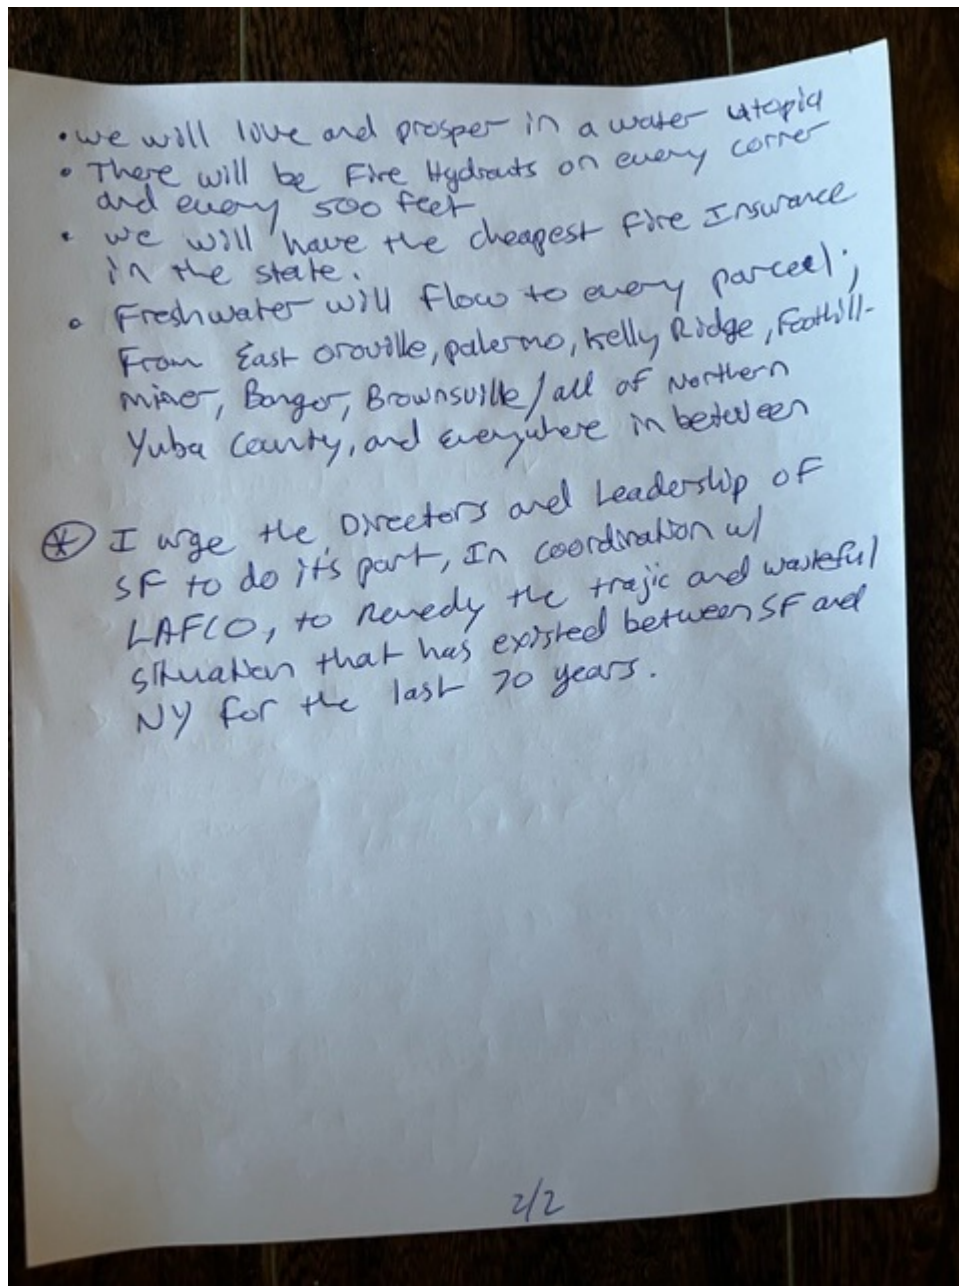 • we will love and prosper in a water utopia
• There will be Fire Hydrants on every corner
and every 500 feet
• we will have the cheapest Fire Insurance
in the state.
• Freshwater will flow to every parcel;
From East Oroville, palermo, Kelly Ridge, Foothill-
miner, Bangor, Brownsville/all of Northern
Yuba County, and everywhere in between
* I urge the Directors and Leadership of
SF to do it's part, In coordination w/
LAFCO, to Remedy the trajic and wasteful
situation that has existed between SF and
NY for the last 70 years.
2/2